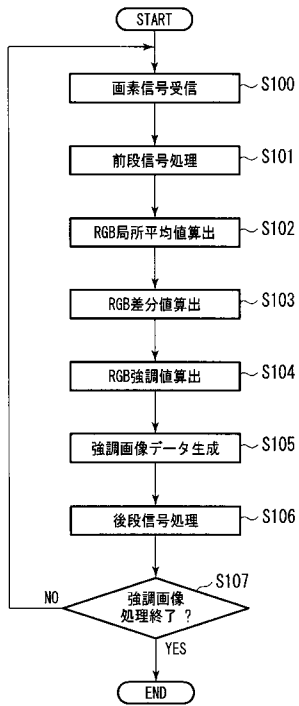 START
画素信号受信
S100
前段信号処理
S101
RGB局所平均値算出
S102
RGB差分値算出
S103
RGB強調値算出
S104
強調画像データ生成
S105
後段信号処理
S106
S107
強調画像
処理終了 ?
NO
YES
END